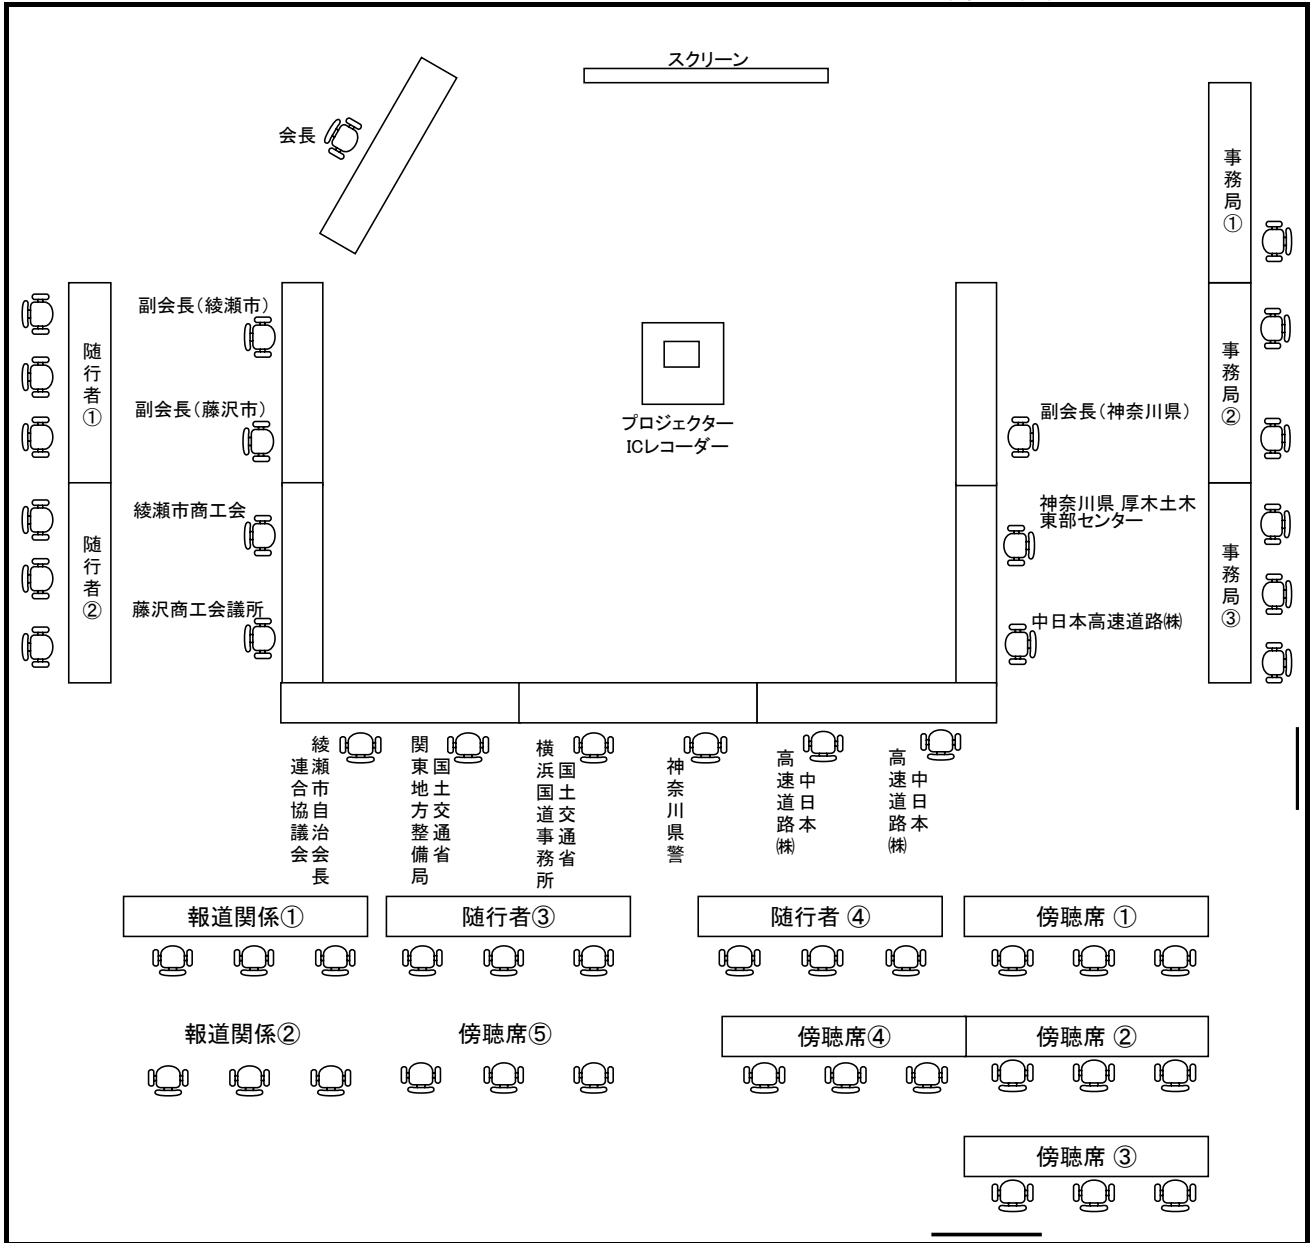 スクリーン
会長
事務局①
副会長（綾瀬市）
随行者①
事務局②
副会長（藤沢市）
プロジェクター
ICレコーダー
副会長（神奈川県）
綾瀬市商工会
神奈川県 厚木土木
東部センター
随行者②
事務局③
藤沢商工会議所
中日本高速道路㈱
綾瀬市自治会長
連合協議会
国土交通省
関東地方整備局
国土交通省
横浜国道事務所
神奈川県警
中日本
高速道路㈱
中日本
高速道路㈱
報道関係①
随行者③
随行者 ④
傍聴席 ①
報道関係②
傍聴席⑤
傍聴席④
傍聴席 ②
傍聴席 ③